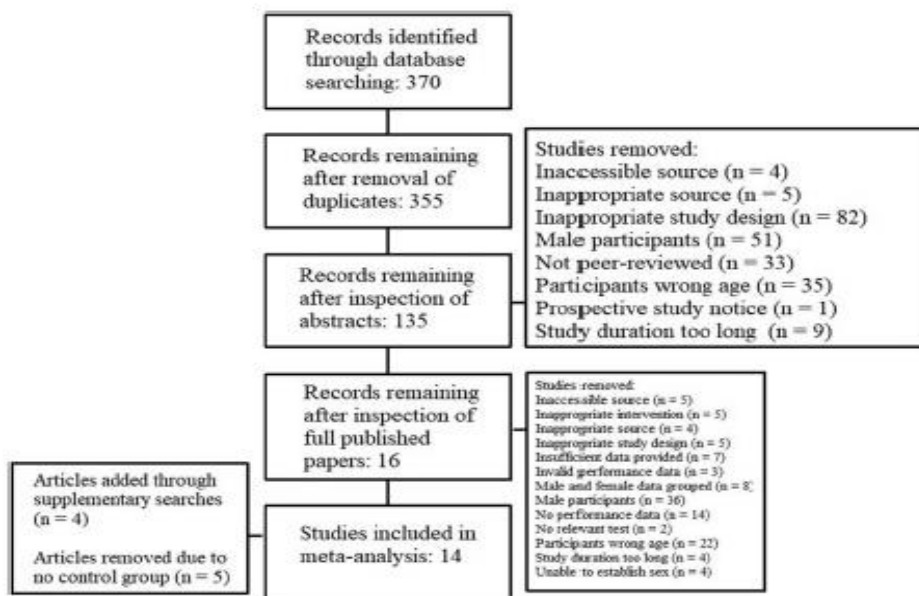 Records identified
through database
searching: 370
Records remaining
after removal of
duplicates: 355
Studies removed:
Inaccessible source (n = 4)
Inappropriate source (n = 5)
Inappropriate study design (n = 82)
Male participants (n = 51)
Not peer-reviewed (n = 33)
Participants wrong age (n = 35)
Prospective study notice (n = 1)
Study duration too long (n = 9)
Records remaining
after inspection of
abstracts: 135
Records remaining
after inspection of
full published
papers: 16
Studies removed:
Inaccessible source (n = 5)
Inappropriate intervention (n = 5)
Inappropriate source (n = 4)
Inappropriate study design (n = 5)
Insufficient data provided (n = 7)
Invalid performance data (n = 3)
Male and female data grouped (n = 8)
Male participants (n = 36)
No performance data (n = 14)
No relevant test (n = 2)
Participants wrong age (n = 22)
Study duration too long (n = 4)
Unable to establish sex (n = 4)
Articles added through
supplementary searches
(n = 4)
Articles removed due to
no control group (n = 5)
Studies included in
meta-analysis: 14